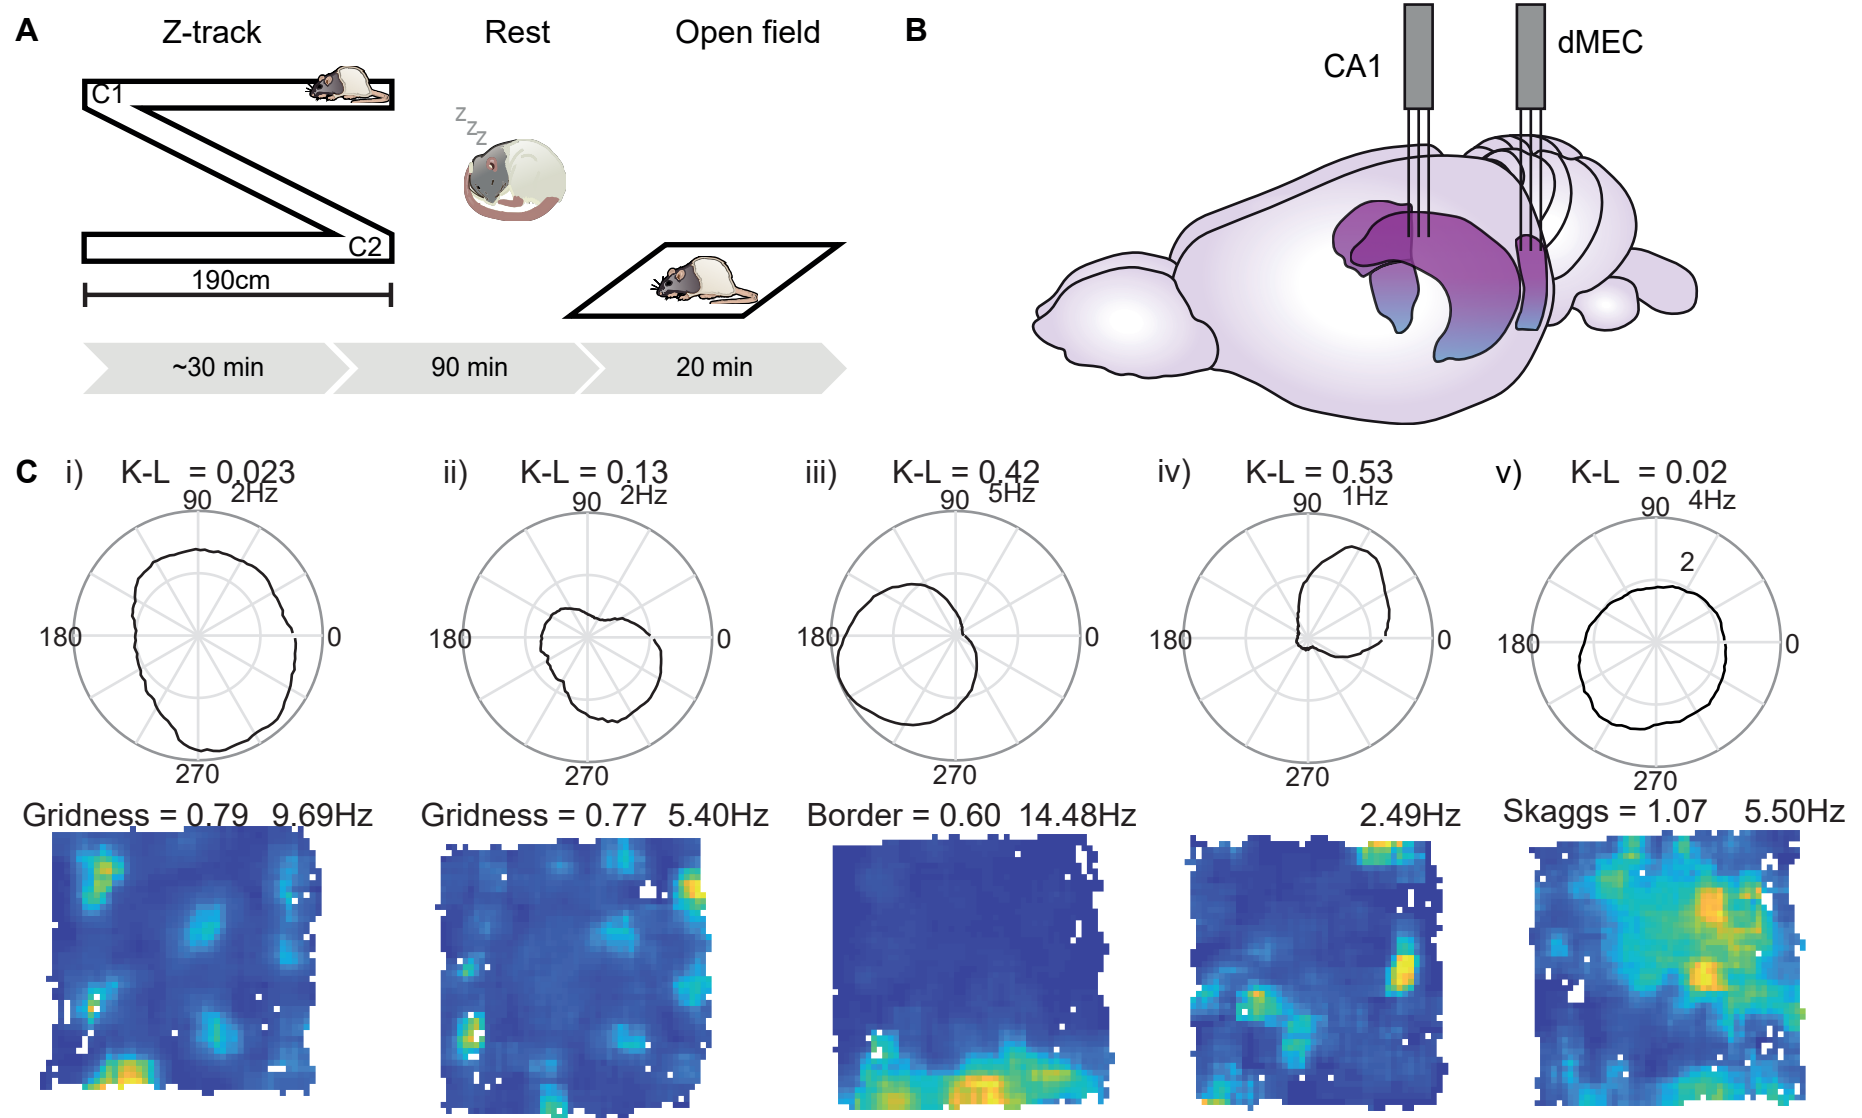 A
Z-track
Rest
Open field
C1
z
z
z
C2
190cm
~30 min
90 min
20 min
B
CA1
dMEC
C
i)
K-L = 0.023
2Hz
90
180
0
270
Gridness = 0.79 9.69Hz
ii)
K-L = 0.13
2Hz
90
180
0
270
Gridness = 0.77 5.40Hz
iii)
K-L = 0.42
5Hz
90
180
0
270
Border = 0.60 14.48Hz
iv)
K-L = 0.53
1Hz
90
180
0
270
2.49Hz
v)
K-L = 0.02
4Hz
90
2
180
0
270
Skaggs = 1.07 5.50Hz